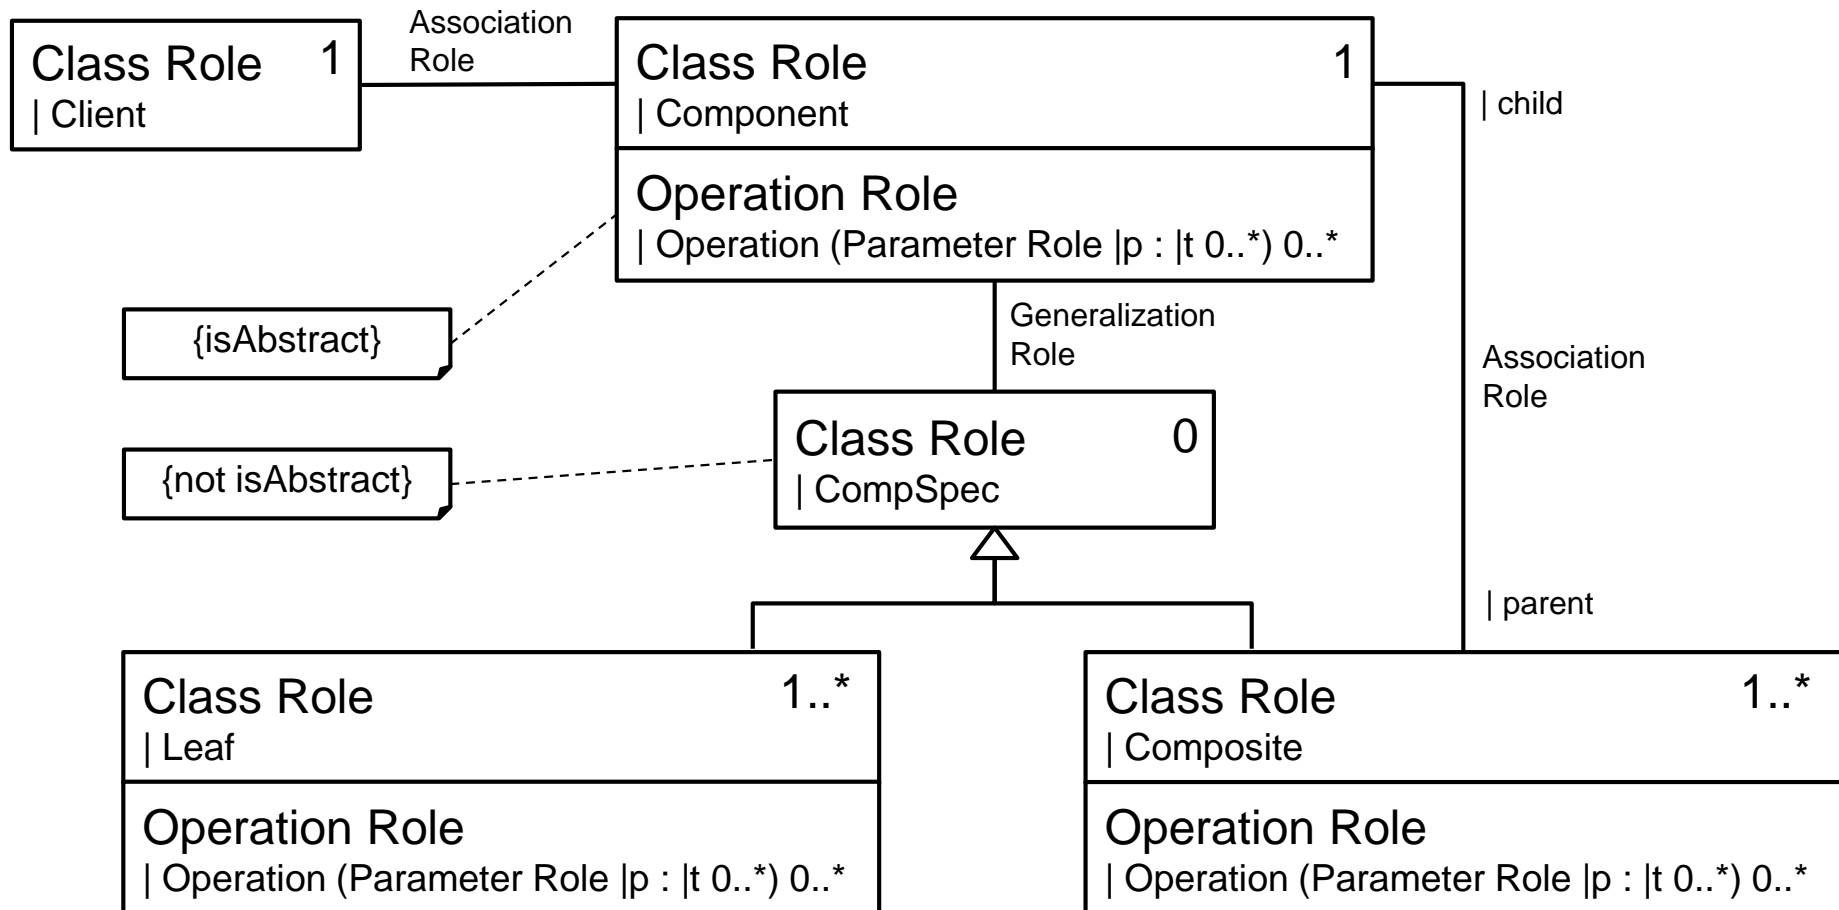 Association
Role
Class Role 1
| Client
Class Role 1
| Component
| child
Operation Role
| Operation (Parameter Role |p : |t 0..*) 0..*
{isAbstract}
Generalization
Role
Association
Role
Class Role 0
| CompSpec
{not isAbstract}
| parent
Class Role 1..*
| Leaf
Operation Role
| Operation (Parameter Role |p : |t 0..*) 0..*
Class Role 1..*
| Composite
Operation Role
| Operation (Parameter Role |p : |t 0..*) 0..*